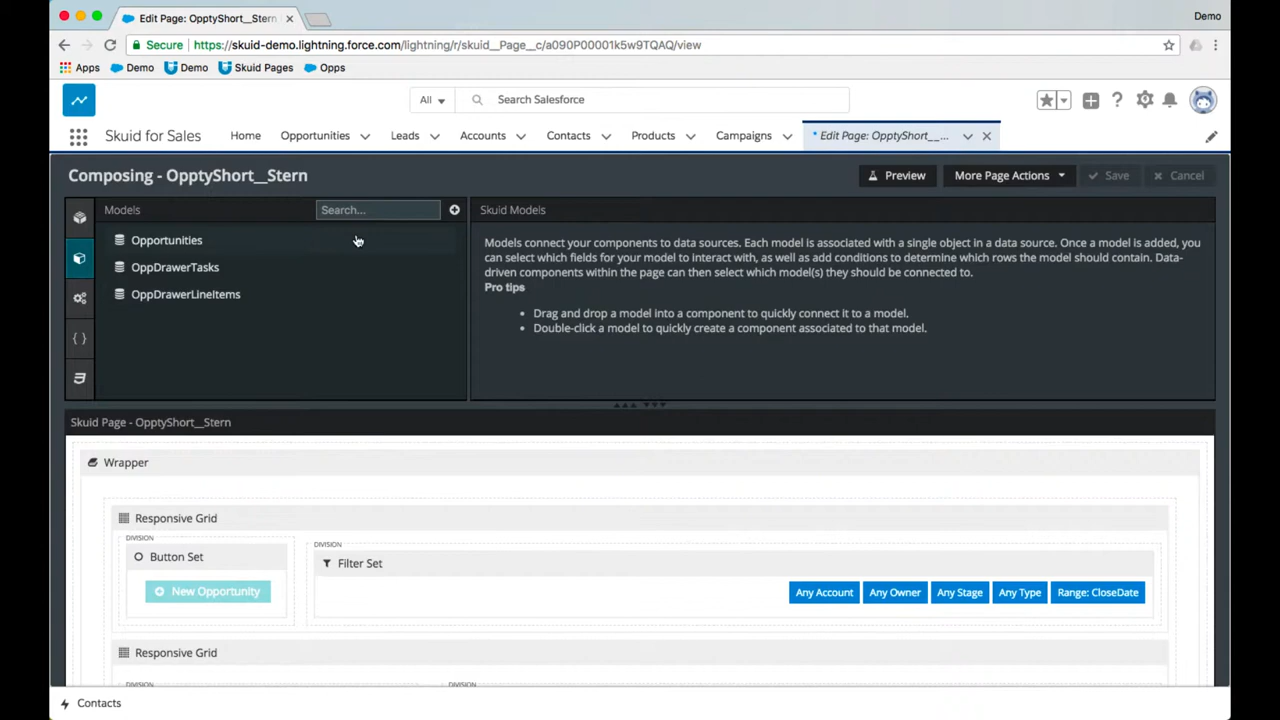 Edit Page: OpptyShort__Stern
Demo
Secure
https://skuid-demo.lightning.force.com/lightning/r/skuid__Page__c/a090P00001k5w9TQAQ/view
Apps Demo Demo Skuid Pages Opps
All Search Salesforce
Skuid for Sales Home Opportunities Leads Accounts Contacts Products Campaigns * Edit Page: OpptyShort__...
Composing - OpptyShort__Stern
Preview More Page Actions Save Cancel
Models Search...
Opportunities
OppDrawerTasks
OppDrawerLineItems
Skuid Models
Models connect your components to data sources. Each model is associated with a single object in a data source. Once a model is added, you
can select which fields for your model to interact with, as well as add conditions to determine which rows the model should contain. Data-
driven components within the page can then select which model(s) they should be connected to.
Pro tips
• Drag and drop a model into a component to quickly connect it to a model.
• Double-click a model to quickly create a component associated to that model.
Skuid Page - OpptyShort__Stern
Wrapper
Responsive Grid
DIVISION
Button Set
New Opportunity
DIVISION
Filter Set
Any Account Any Owner Any Stage Any Type Range: CloseDate
Responsive Grid
DIVISION DIVISION
Contacts